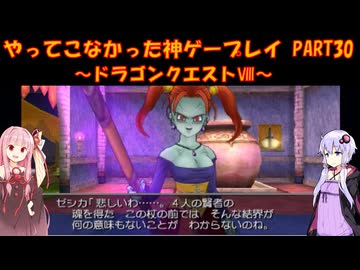 やってこなかった神ゲープレイ PART30
～ドラゴンクエストⅧ～
ゼシカ「悲しいわ……。４人の賢者の
魂を得た　この杖の前では　そんな結界が
何の意味もないことが　わからないのね。